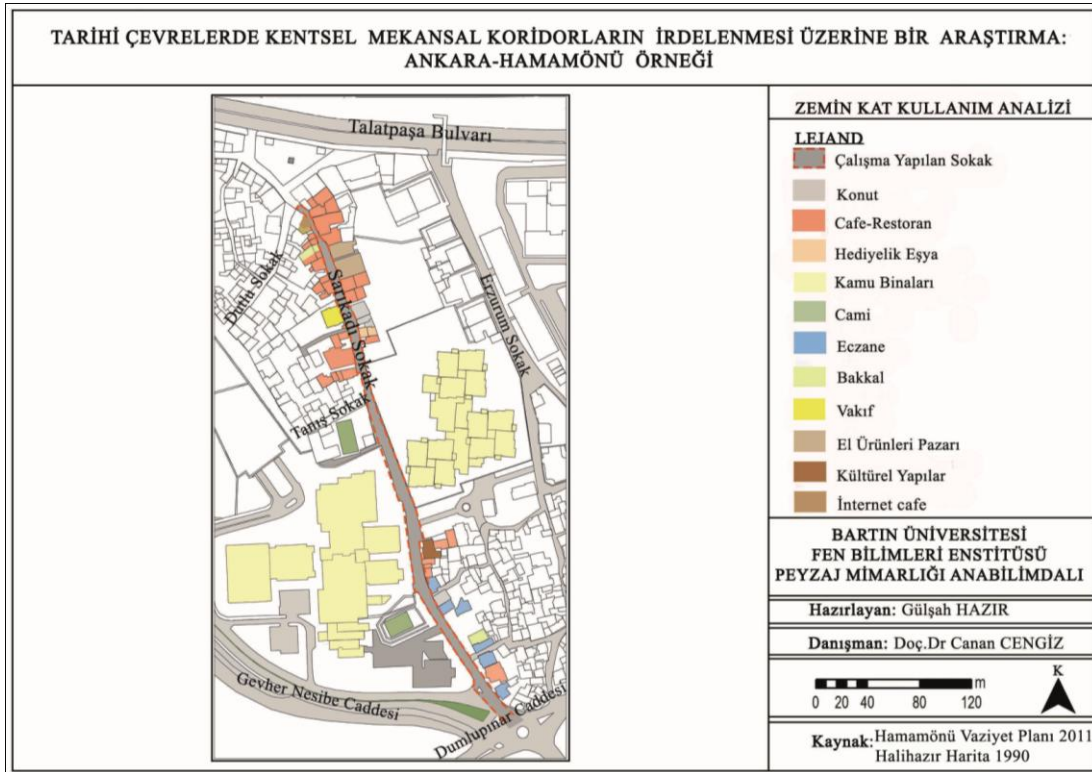 TARİHİ ÇEVRELERDE KENTSEL MEKANSAL KORİDORLARIN İRDELENMESİ ÜZERİNE BİR ARAŞTIRMA:
ANKARA-HAMAMÖNÜ ÖRNEĞİ
Talatpaşa Bulvarı
Dutlu Sokak
Sarıkadı Sokak
Erzurum Sokak
Tanış Sokak
Gevher Nesibe Caddesi
Dumlupınar Caddesi
ZEMİN KAT KULLANIM ANALİZİ
LEJAND
Çalışma Yapılan Sokak
Konut
Cafe-Restoran
Hediyelik Eşya
Kamu Binaları
Cami
Eczane
Bakkal
Vakıf
El Ürünleri Pazarı
Kültürel Yapılar
İnternet cafe
BARTIN ÜNİVERSİTESİ
FEN BİLİMLERİ ENSTİTÜSÜ
PEYZAJ MİMARLIĞI ANABİLİMDALI
Hazırlayan: Gülşah HAZIR
Danışman: Doç.Dr Canan CENGİZ
K
m
0 20 40 80 120
Kaynak: Hamamönü Vaziyet Planı 2011
Halihazır Harita 1990